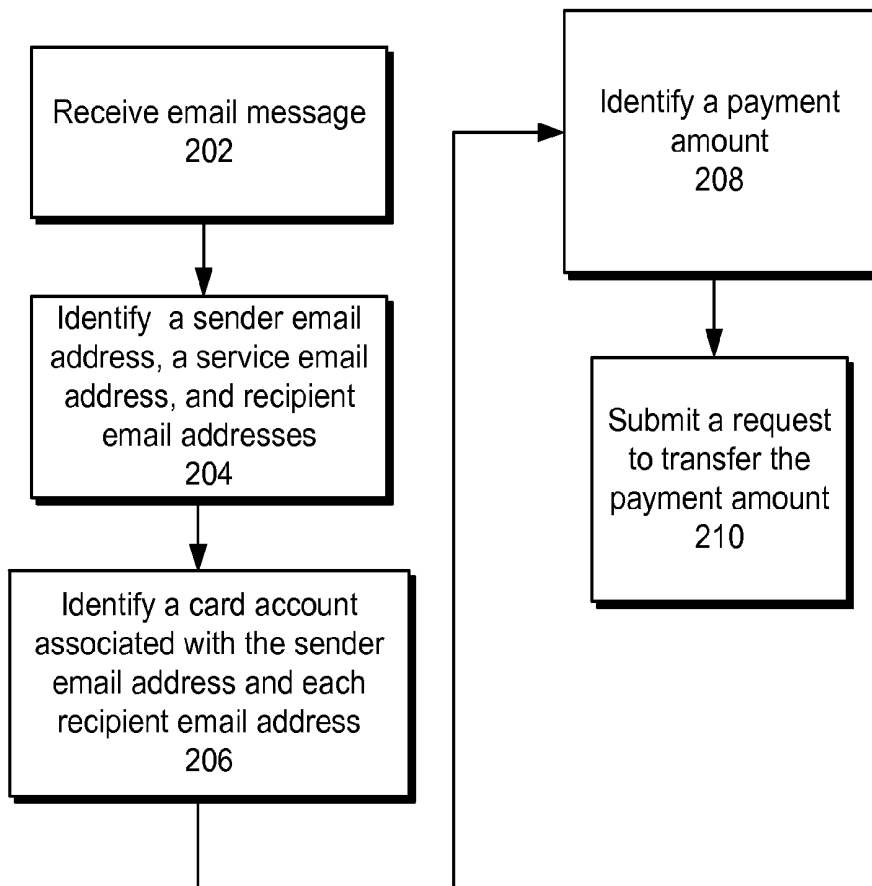 Receive email message
202
Identify a sender email
address, a service email
address, and recipient
email addresses
204
Identify a card account
associated with the sender
email address and each
recipient email address
206
Identify a payment
amount
208
Submit a request
to transfer the
payment amount
210